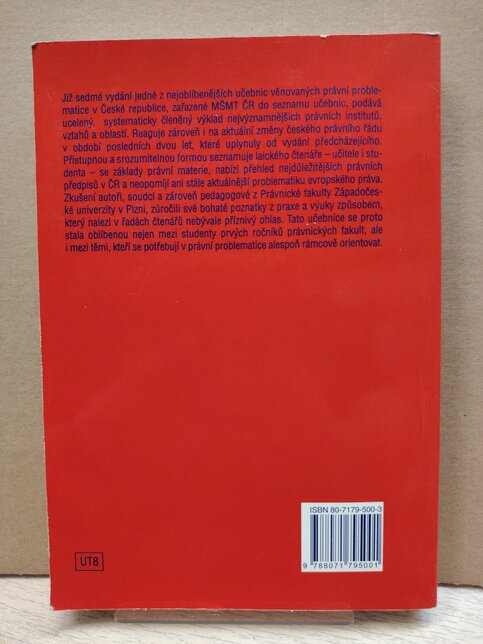 Již sedmé vydání jedné z nejoblíbenějších učebnic věnovaných právní proble-
matice v České republice, zařazené MŠMT ČR do seznamu učebnic, podává
ucelený, systematicky členěný výklad nejvýznamnějších právních institutů,
vztahů a oblastí. Reaguje zároveň i na aktuální změny českého právního řádu
v období posledních dvou let, které uplynuly od vydání předcházejícího.
Přístupnou a srozumitelnou formou seznamuje laického čtenáře – učitele i stu-
denta – se základy právní materie, nabízí přehled nejdůležitějších právních
předpisů v ČR a neopomíjí ani stále aktuálnější problematiku evropského práva.
Zkušení autoři, soudci a zároveň pedagogové z Právnické fakulty Západočes-
ké univerzity v Plzni, zúročili své bohaté poznatky z praxe a výuky způsobem,
který nalezl v řadách čtenářů nebývale příznivý ohlas. Tato učebnice se proto
stala oblíbenou nejen mezi studenty prvých ročníků právnických fakult, ale
i mezi těmi, kteří se potřebují v právní problematice alespoň rámcově orientovat.
ISBN 80-7179-500-3
9 788071 795001
UT8